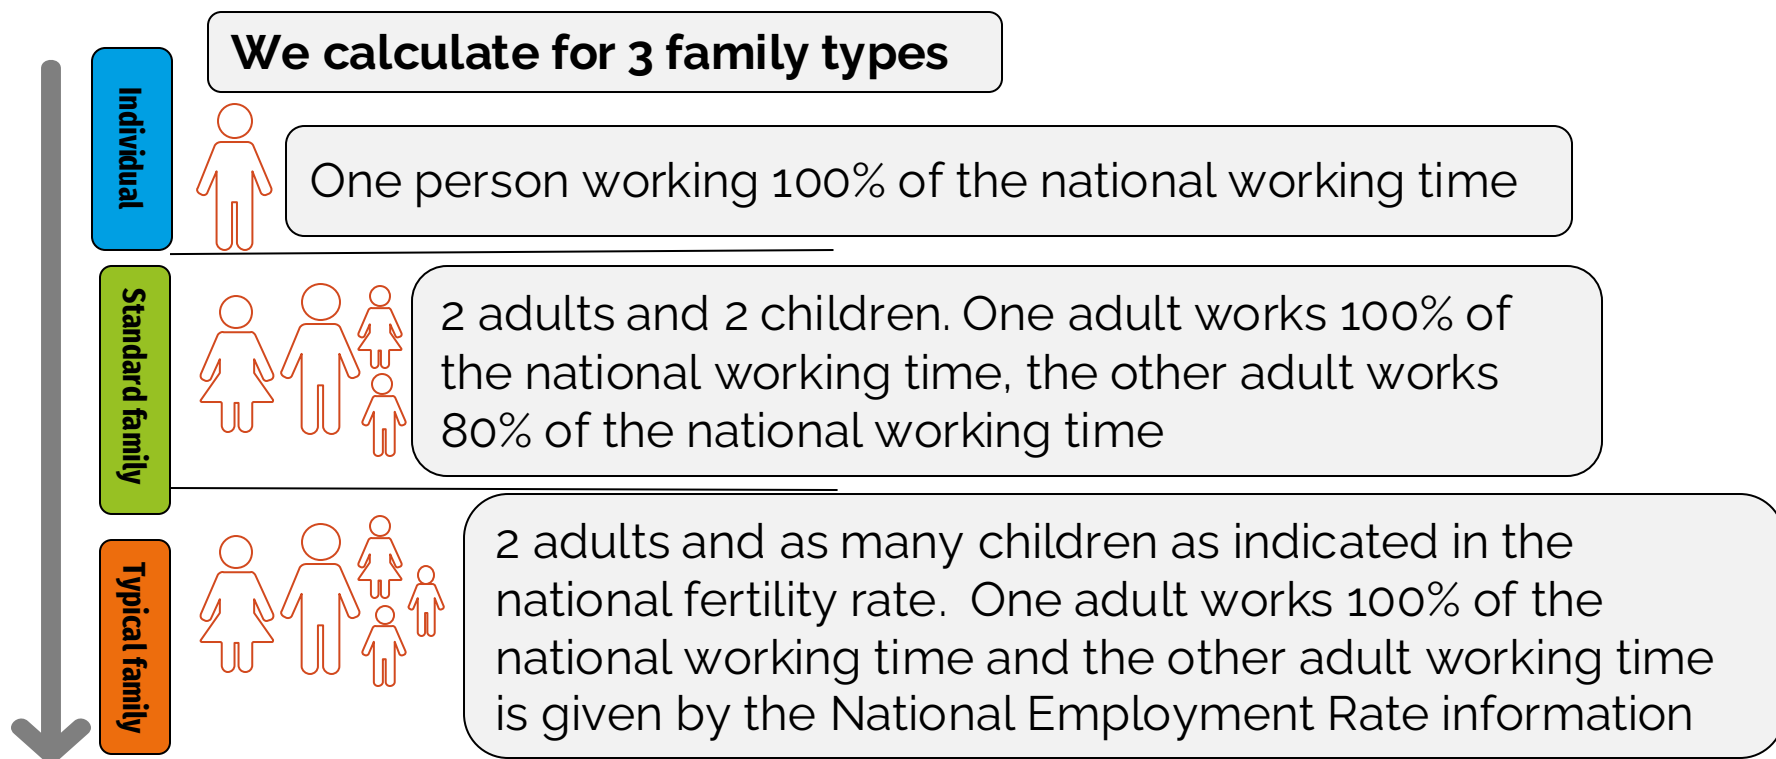 We calculate for 3 family types
Individual
One person working 100% of the national working time
Standard family
2 adults and 2 children. One adult works 100% of
the national working time, the other adult works
80% of the national working time
Typical family
2 adults and as many children as indicated in the
national fertility rate.  One adult works 100% of the
national working time and the other adult working time
is given by the National Employment Rate information